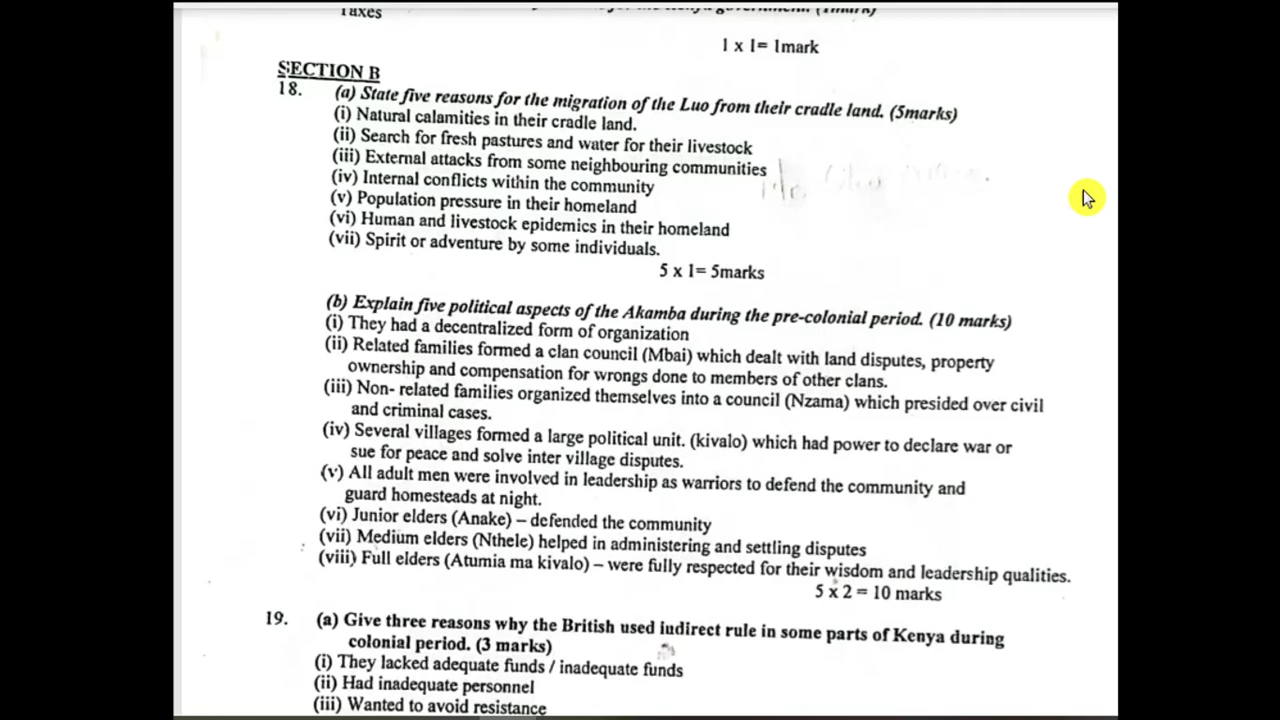 Taxes
1 x 1= 1mark
SECTION B
18. (a) State five reasons for the migration of the Luo from their cradle land. (5marks)
(i) Natural calamities in their cradle land.
(ii) Search for fresh pastures and water for their livestock
(iii) External attacks from some neighbouring communities
(iv) Internal conflicts within the community
(v) Population pressure in their homeland
(vi) Human and livestock epidemics in their homeland
(vii) Spirit or adventure by some individuals.
5 x 1= 5marks
(b) Explain five political aspects of the Akamba during the pre-colonial period. (10 marks)
(i) They had a decentralized form of organization
(ii) Related families formed a clan council (Mbai) which dealt with land disputes, property
ownership and compensation for wrongs done to members of other clans.
(iii) Non- related families organized themselves into a council (Nzama) which presided over civil
and criminal cases.
(iv) Several villages formed a large political unit. (kivalo) which had power to declare war or
sue for peace and solve inter village disputes.
(v) All adult men were involved in leadership as warriors to defend the community and
guard homesteads at night.
(vi) Junior elders (Anake) – defended the community
(vii) Medium elders (Nthele) helped in administering and settling disputes
(viii) Full elders (Atumia ma kivalo) – were fully respected for their wisdom and leadership qualities.
5 x 2 = 10 marks
19. (a) Give three reasons why the British used indirect rule in some parts of Kenya during
colonial period. (3 marks)
(i) They lacked adequate funds / inadequate funds
(ii) Had inadequate personnel
(iii) Wanted to avoid resistance